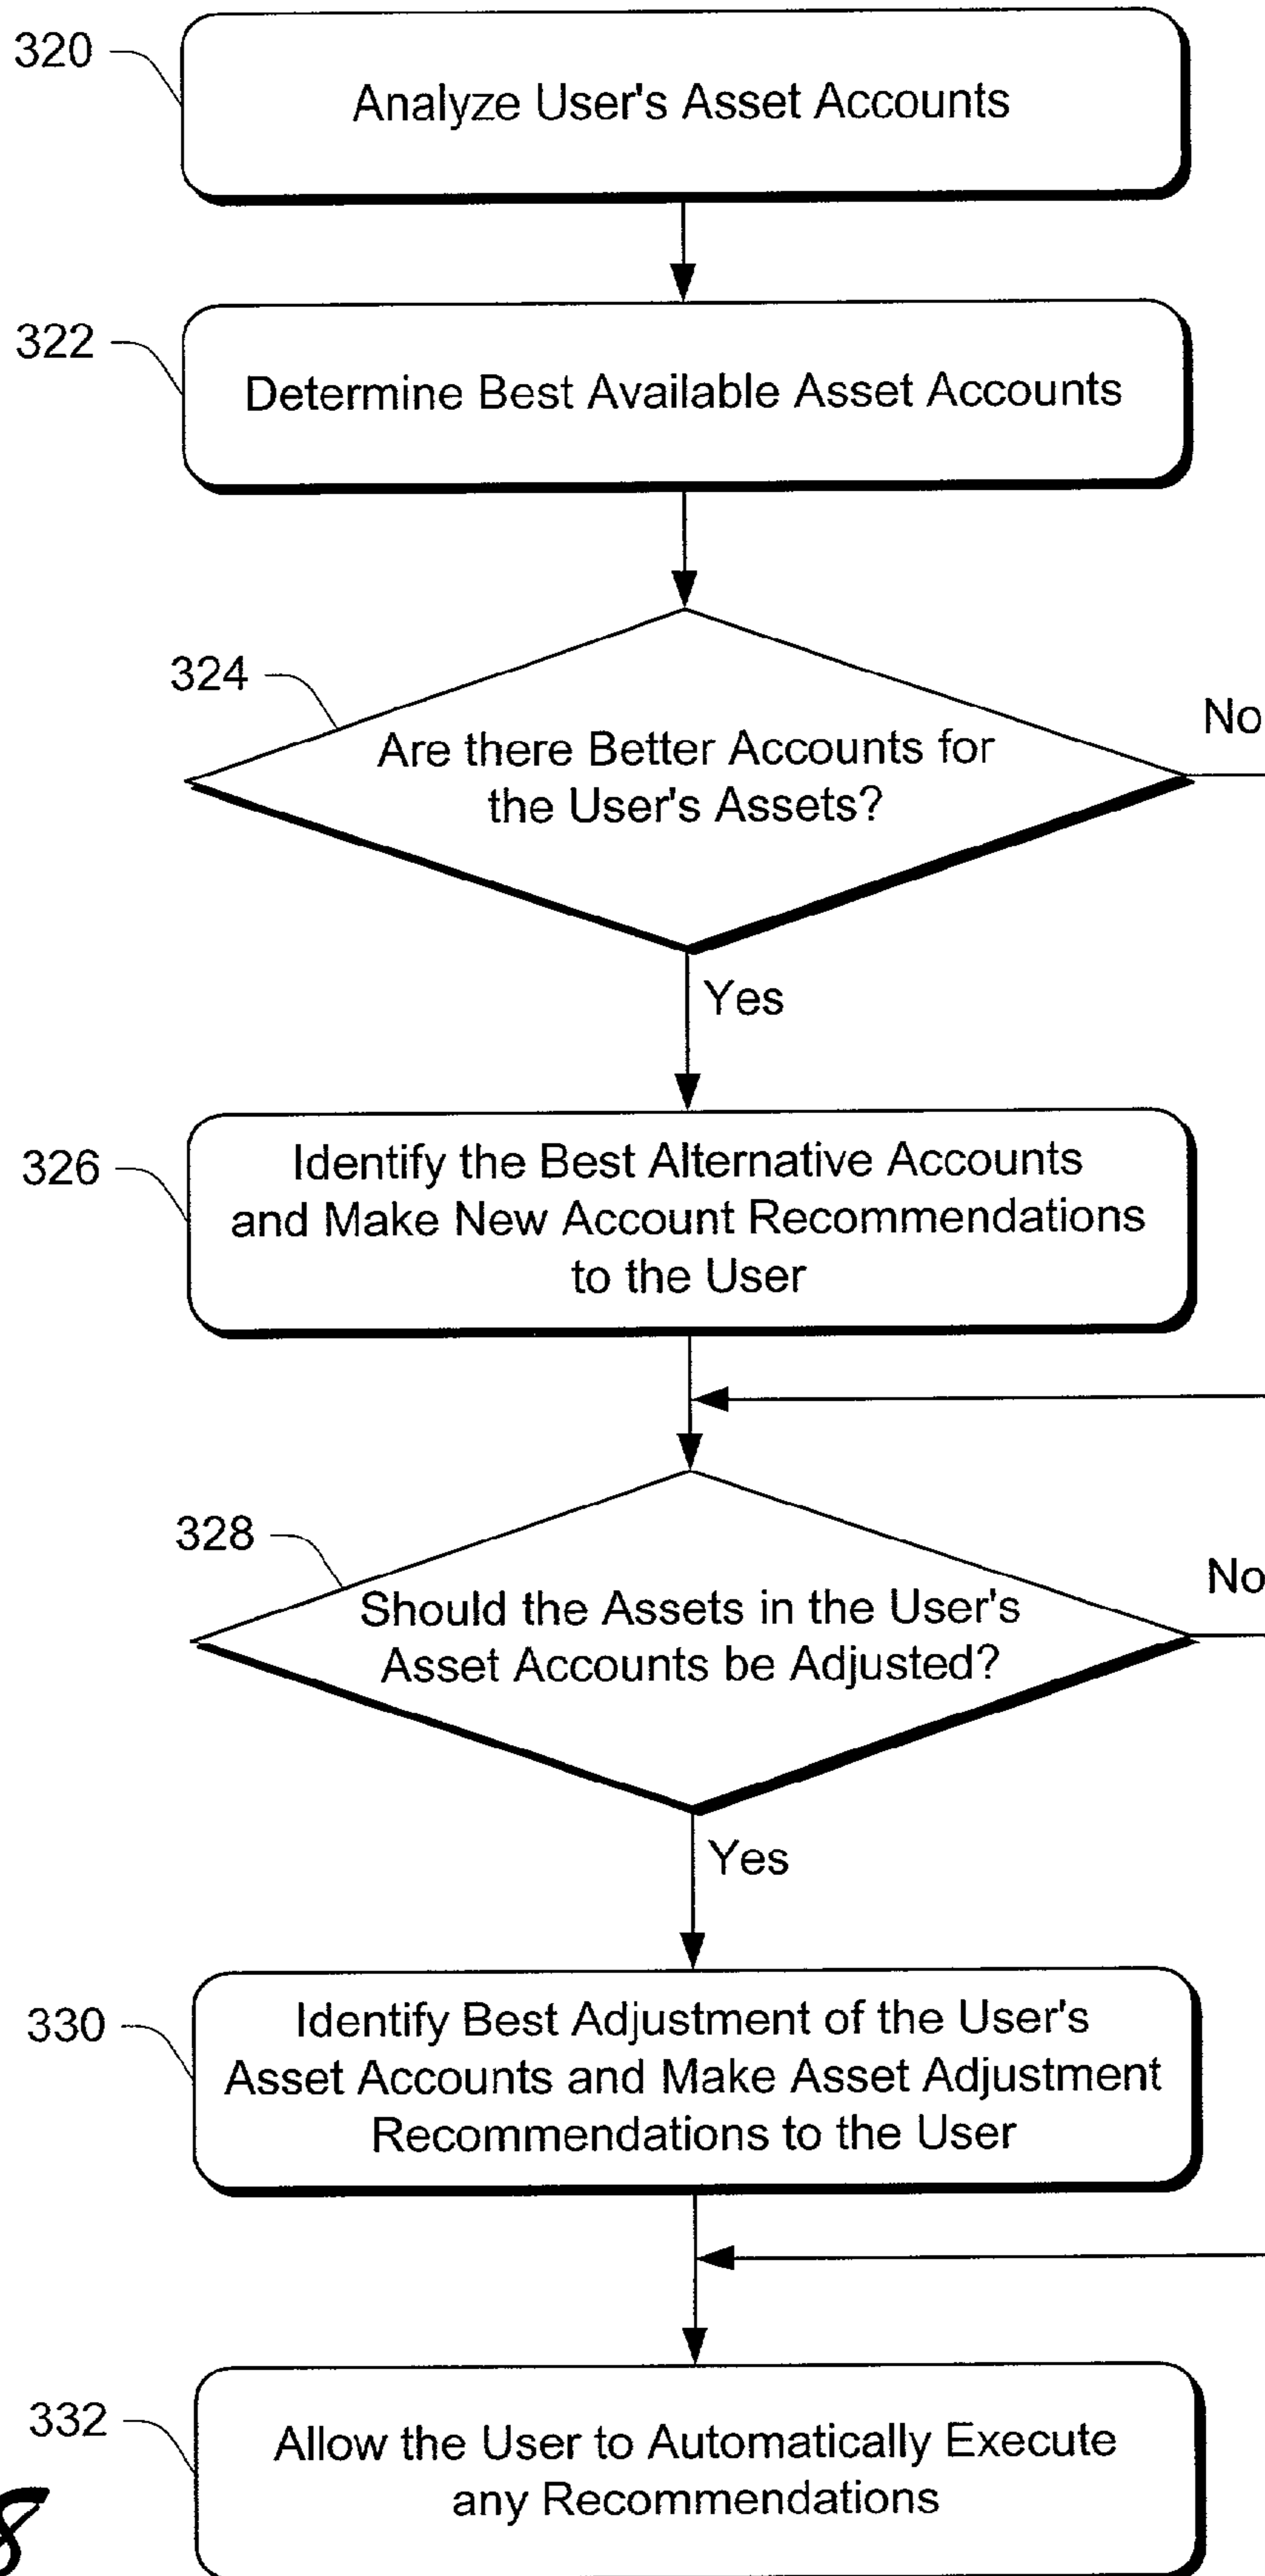 320
Analyze User's Asset Accounts
322
Determine Best Available Asset Accounts
324
Are there Better Accounts for
the User's Assets?
No
Yes
326
Identify the Best Alternative Accounts
and Make New Account Recommendations
to the User
328
Should the Assets in the User's
Asset Accounts be Adjusted?
No
Yes
330
Identify Best Adjustment of the User's
Asset Accounts and Make Asset Adjustment
Recommendations to the User
332
Allow the User to Automatically Execute
any Recommendations
8